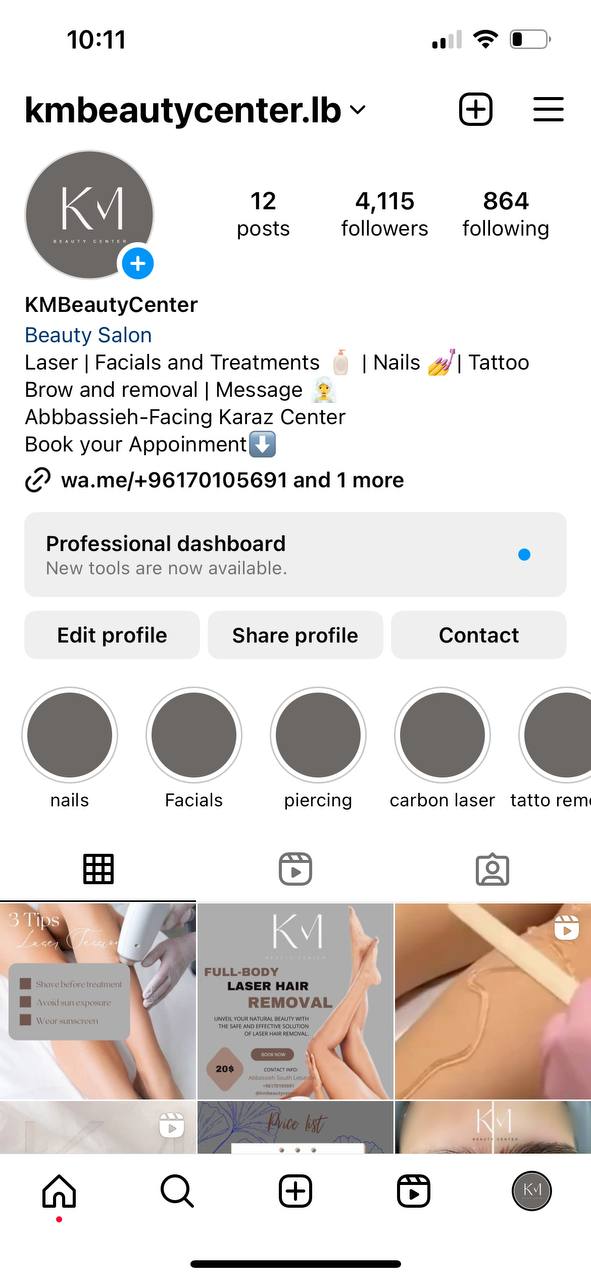 10:11
kmbeautycenter.lb
KM
BEAUTY CENTER
12 4,115 864
posts followers following
KMBeautyCenter
Beauty Salon
Laser | Facials and Treatments 🧴 | Nails 💅| Tattoo
Brow and removal | Message 🧖‍♀️
Abbbassieh-Facing Karaz Center
Book your Appoinment⬇️
wa.me/+96170105691 and 1 more
Professional dashboard
New tools are now available.
Edit profile Share profile Contact
nails Facials piercing carbon laser tatto rem
3 Tips
Laser Session
Shave before treatment
Avoid sun exposure
Wear sunscreen
KM
BEAUTY CENTER
FULL-BODY
LASER HAIR
REMOVAL
UNVEIL YOUR NATURAL BEAUTY WITH
THE SAFE AND EFFECTIVE SOLUTION
OF LASER HAIR REMOVAL.
BOOK NOW
20$
CONTACT INFO:
Abbassieh South Lebanon
+96170105691
KM
Price list
KM
BEAUTY CENTER
KM